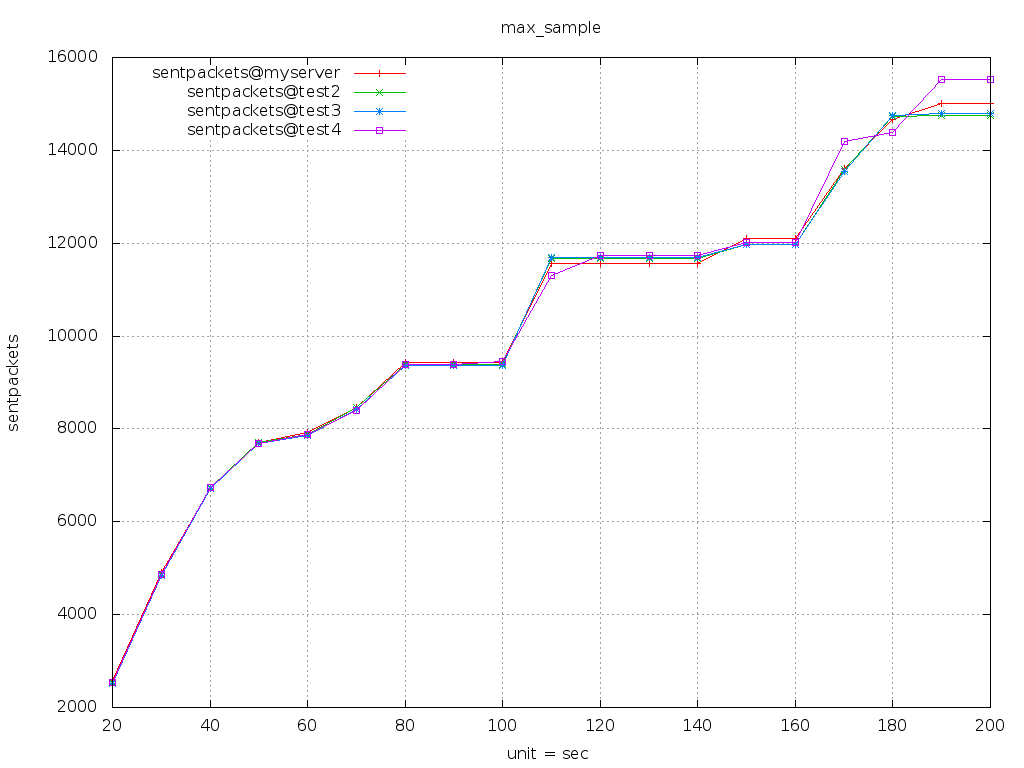 max_sample
16000
14000
12000
10000
8000
6000
4000
2000
sentpackets
sentpackets@myserver
sentpackets@test2
sentpackets@test3
sentpackets@test4
20 40 60 80 100 120 140 160 180 200
unit = sec